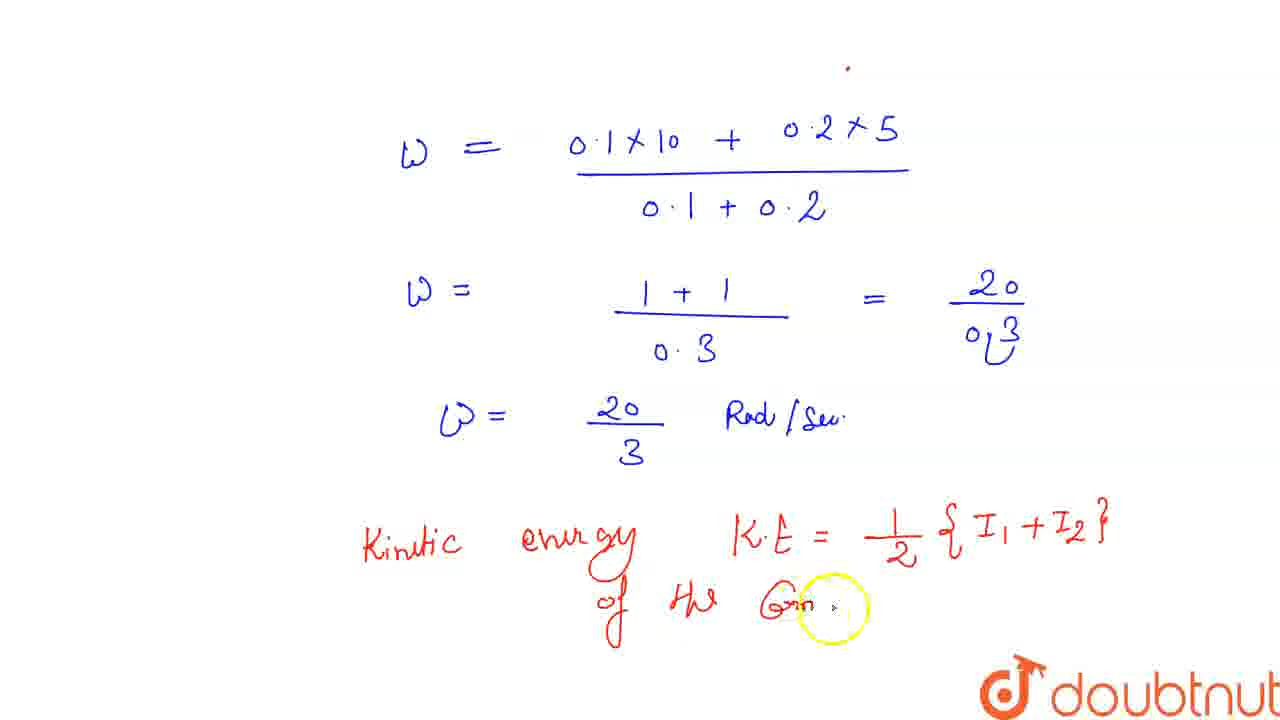 ω = (0.1×10 + 0.2×5) / (0.1 + 0.2)
ω = (1 + 1) / 0.3 = 20 / 0.3
ω = 20 / 3 Rad/Sec.
Kinetic energy K.E = 1/2 {I₁ + I₂}
of the Com
doubtnut